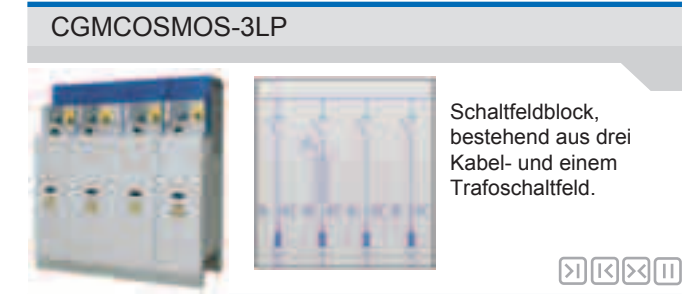 CGMCOSMOS-3LP
Schaltfeldblock,
bestehend aus drei
Kabel- und einem
Trafoschaltfeld.